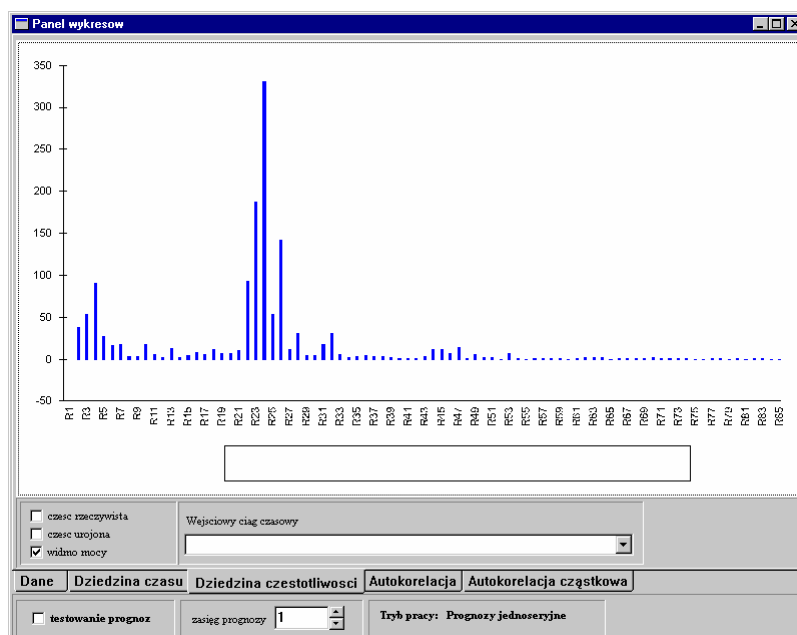 Panel wykresow
350
300
250
200
150
100
50
0
-50
R1 R3 R5 R7 R9 R11 R13 R15 R17 R19 R21 R23 R25 R27 R29 R31 R33 R35 R37 R39 R41 R43 R45 R47 R49 R51 R53 R55 R57 R59 R61 R63 R65 R67 R69 R71 R73 R75 R77 R79 R81 R83 R85
czesc rzeczywista
czesc urojona
widmo mocy
Wejsciowy ciag czasowy
Dane Dziedzina czasu Dziedzina czestotliwosci Autokorelacja Autokorelacja cząstkowa
testowanie prognoz zasięg prognozy 1 Tryb pracy: Prognozy jednoseryjne